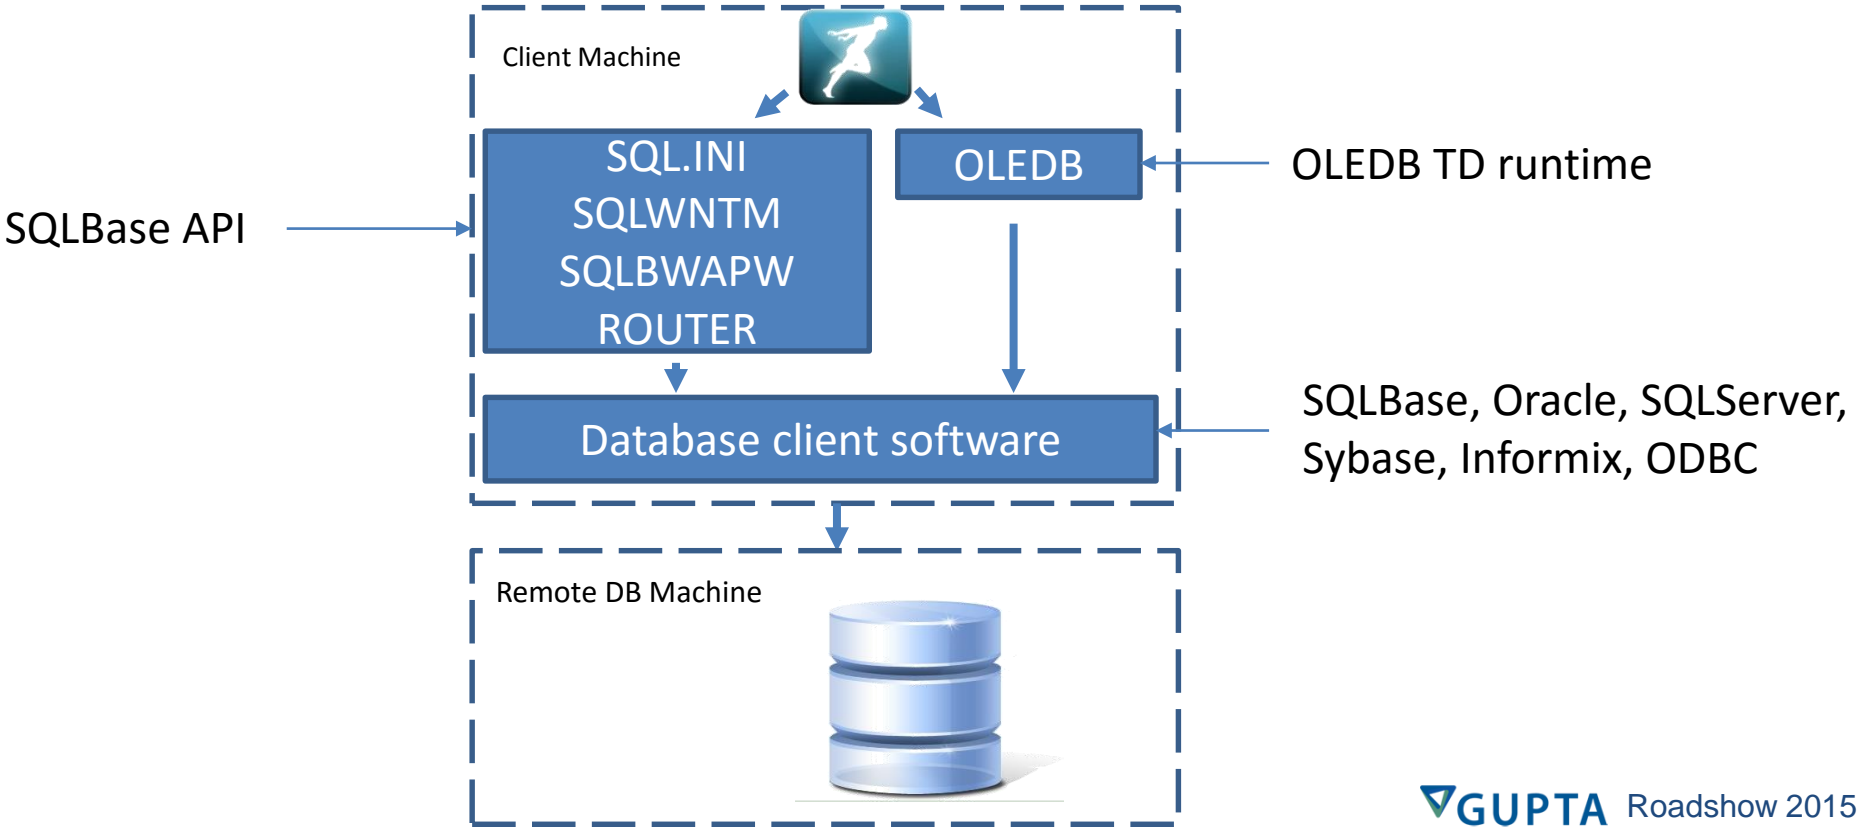 Client Machine
SQL.INI
SQLWNTM
SQLBWAPW
ROUTER
OLEDB
OLEDB TD runtime
SQLBase API
Database client software
SQLBase, Oracle, SQLServer,
Sybase, Informix, ODBC
Remote DB Machine
GUPTA Roadshow 2015